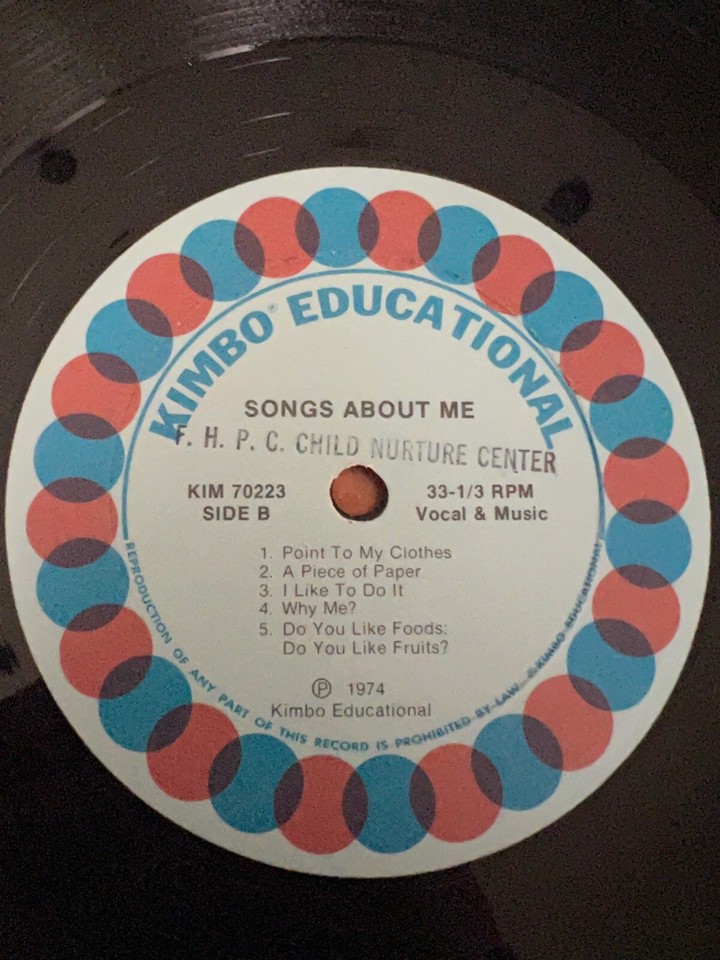 KIMBO® EDUCATIONAL
SONGS ABOUT ME
F. H. P. C. CHILD NURTURE CENTER
KIM 70223
SIDE B
33-1/3 RPM
Vocal & Music
1. Point To My Clothes
2. A Piece of Paper
3. I Like To Do It
4. Why Me?
5. Do You Like Foods:
Do You Like Fruits?
℗ 1974
Kimbo Educational
REPRODUCTION OF ANY PART OF THIS RECORD IS PROHIBITED BY LAW. © KIMBO EDUCATIONAL